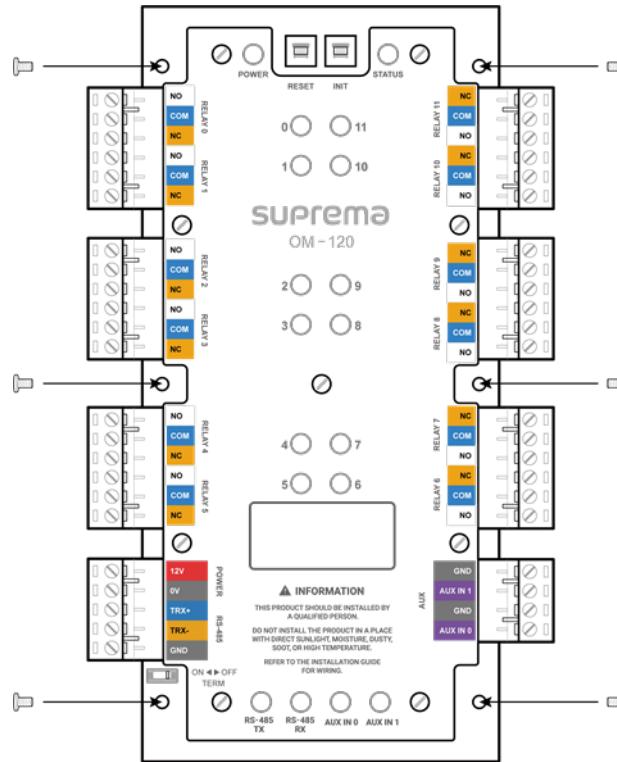 POWER
STATUS
RESET INIT
NO
COM
NC
RELAY 0
NO
COM
NC
RELAY 1
0 11
1 10
NC
COM
NO
RELAY 11
NC
COM
NO
RELAY 10
suprema
OM-120
NO
COM
NC
RELAY 2
NO
COM
NC
RELAY 3
2 9
3 8
NC
COM
NO
RELAY 9
NC
COM
NO
RELAY 8
NO
COM
NC
RELAY 4
NO
COM
NC
RELAY 5
4 7
5 6
NC
COM
NO
RELAY 7
NC
COM
NO
RELAY 6
12V
0V
POWER
TRX+
TRX-
GND
RS-485
ON ◀ ▶ OFF
TERM
⚠ INFORMATION
THIS PRODUCT SHOULD BE INSTALLED BY
A QUALIFIED PERSON.
DO NOT INSTALL THE PRODUCT IN A PLACE
WITH DIRECT SUNLIGHT, MOISTURE, DUSTY,
SOOT, OR HIGH TEMPERATURE.
REFER TO THE INSTALLATION GUIDE
FOR WIRING.
GND
AUX IN 1
GND
AUX IN 0
AUX
RS-485
TX
RS-485
RX
AUX IN 0
AUX IN 1